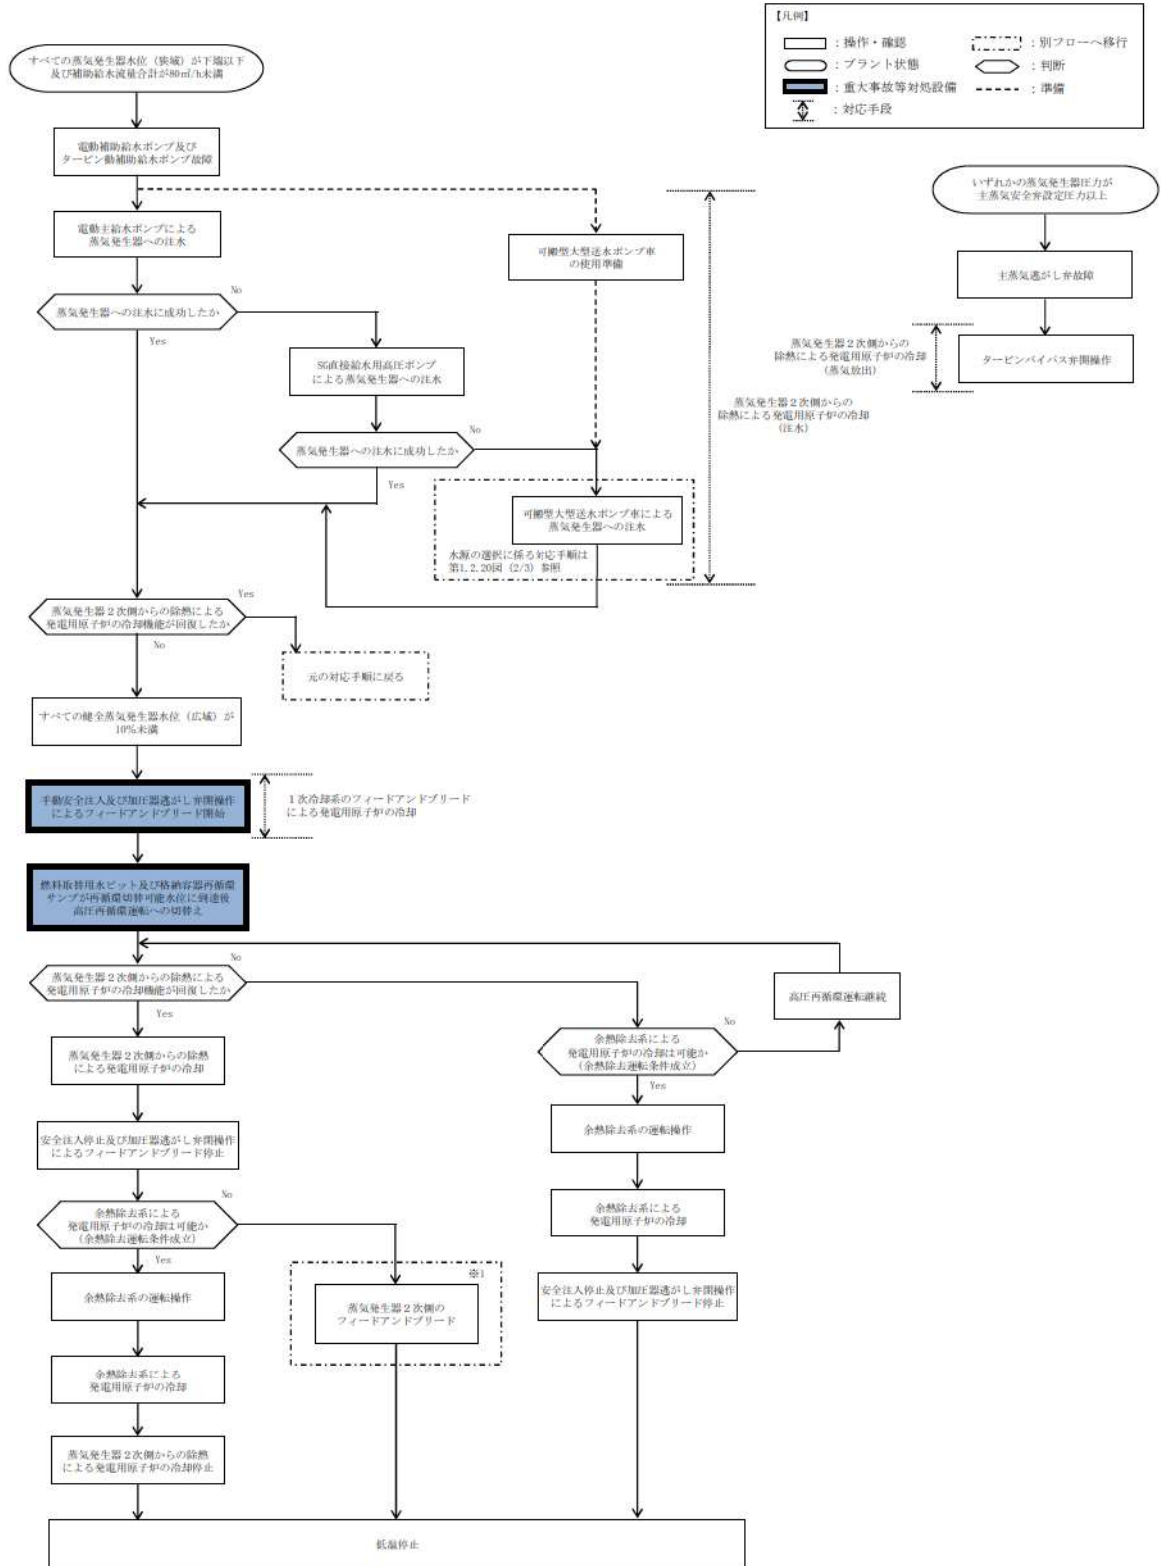 【凡例】
：操作・確認
：別フローへ移行
：プラント状態
：判断
：重大事故等対処設備
：準備
：対応手段
すべての蒸気発生器水位（狭域）が下端以下
及び補助給水流量合計が80㎥/h未満
電動補助給水ポンプ及び
タービン動補助給水ポンプ故障
電動主給水ポンプによる
蒸気発生器への注水
可搬型大型送水ポンプ車
の使用準備
蒸気発生器への注水に成功したか
No
Yes
SG直接給水用高圧ポンプ
による蒸気発生器への注水
蒸気発生器への注水に成功したか
No
Yes
可搬型大型送水ポンプ車による
蒸気発生器への注水
水源の選択に係る対応手順は
第1.2.20図（2/3）参照
蒸気発生器２次側からの
除熱による発電用原子炉の冷却
（注水）
いずれかの蒸気発生器圧力が
主蒸気安全弁設定圧力以上
主蒸気逃がし弁故障
タービンバイパス弁開操作
蒸気発生器２次側からの
除熱による発電用原子炉の冷却
（蒸気放出）
蒸気発生器２次側からの除熱による
発電用原子炉の冷却機能が回復したか
Yes
No
元の対応手順に戻る
すべての健全蒸気発生器水位（広域）が
10％未満
手動安全注入及び加圧器逃がし弁開操作
によるフィードアンドブリード開始
１次冷却系のフィードアンドブリード
による発電用原子炉の冷却
燃料取替用水ピット及び格納容器再循環
サンプが再循環切替可能水位に到達後
高圧再循環運転への切替え
蒸気発生器２次側からの除熱による
発電用原子炉の冷却機能が回復したか
No
Yes
高圧再循環運転継続
余熱除去系による
発電用原子炉の冷却は可能か
（余熱除去運転条件成立）
No
Yes
余熱除去系の運転操作
余熱除去系による
発電用原子炉の冷却
安全注入停止及び加圧器逃がし弁閉操作
によるフィードアンドブリード停止
蒸気発生器２次側からの除熱
による発電用原子炉の冷却
安全注入停止及び加圧器逃がし弁閉操作
によるフィードアンドブリード停止
余熱除去系による
発電用原子炉の冷却は可能か
（余熱除去運転条件成立）
No
Yes
※1
蒸気発生器２次側の
フィードアンドブリード
余熱除去系の運転操作
余熱除去系による
発電用原子炉の冷却
蒸気発生器２次側からの除熱
による発電用原子炉の冷却停止
低温停止